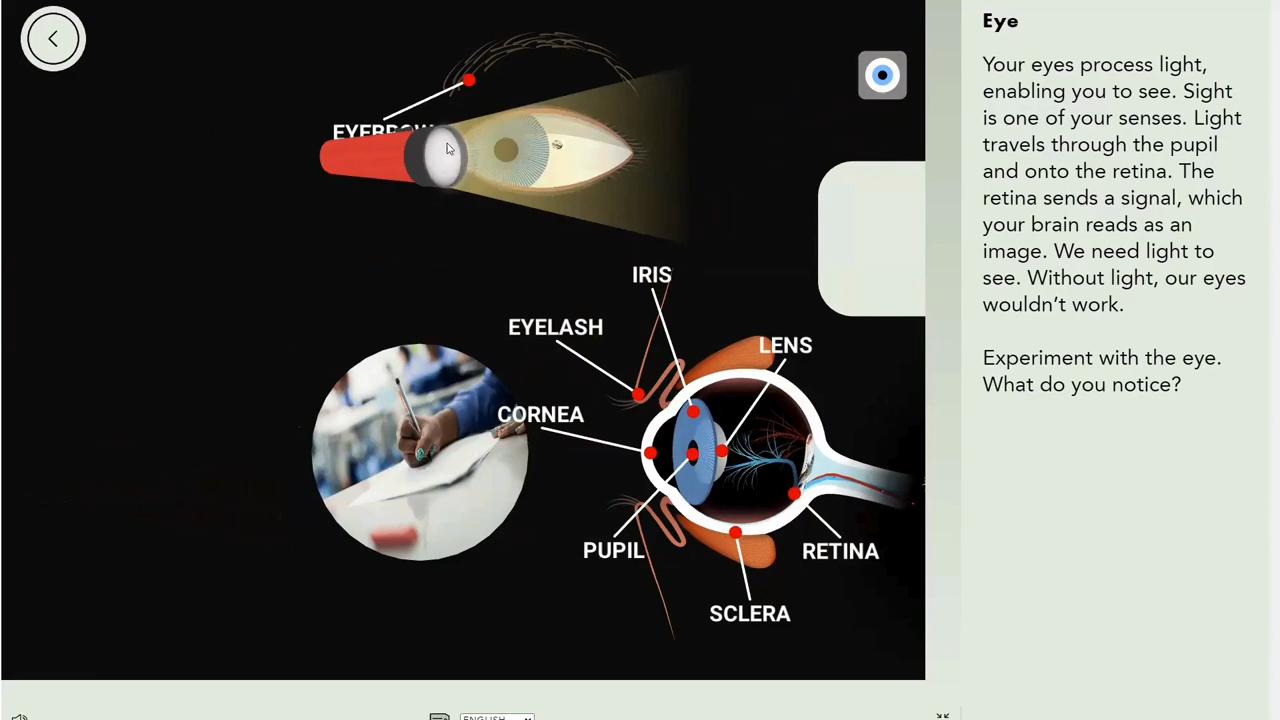 Eye
Your eyes process light,
enabling you to see. Sight
is one of your senses. Light
travels through the pupil
and onto the retina. The
retina sends a signal, which
your brain reads as an
image. We need light to
see. Without light, our eyes
wouldn’t work.
Experiment with the eye.
What do you notice?
EYEBROW
IRIS
EYELASH
LENS
CORNEA
PUPIL
RETINA
SCLERA
ENGLISH